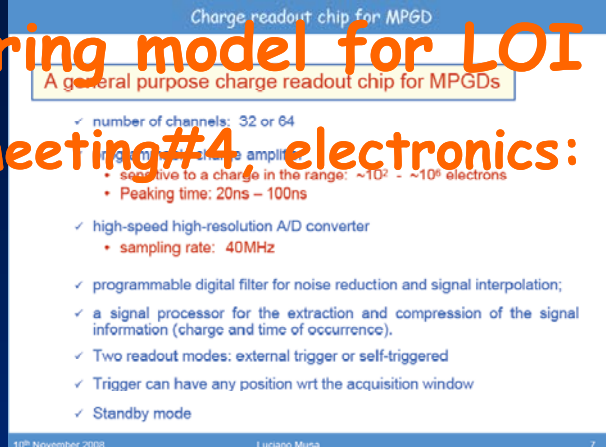 Charge readout chip for MPGD
ring model for LOI
A general purpose charge readout chip for MPGDs
✓ number of channels: 32 or 64
eeting#4, electronics:
✓ programmable charge amplifier
• sensitive to a charge in the range: ~10² - ~10⁶ electrons
• Peaking time: 20ns – 100ns
✓ high-speed high-resolution A/D converter
• sampling rate: 40MHz
✓ programmable digital filter for noise reduction and signal interpolation;
✓ a signal processor for the extraction and compression of the signal
information (charge and time of occurrence).
✓ Two readout modes: external trigger or self-triggered
✓ Trigger can have any position wrt the acquisition window
✓ Standby mode
10th November 2008 Luciano Musa 7